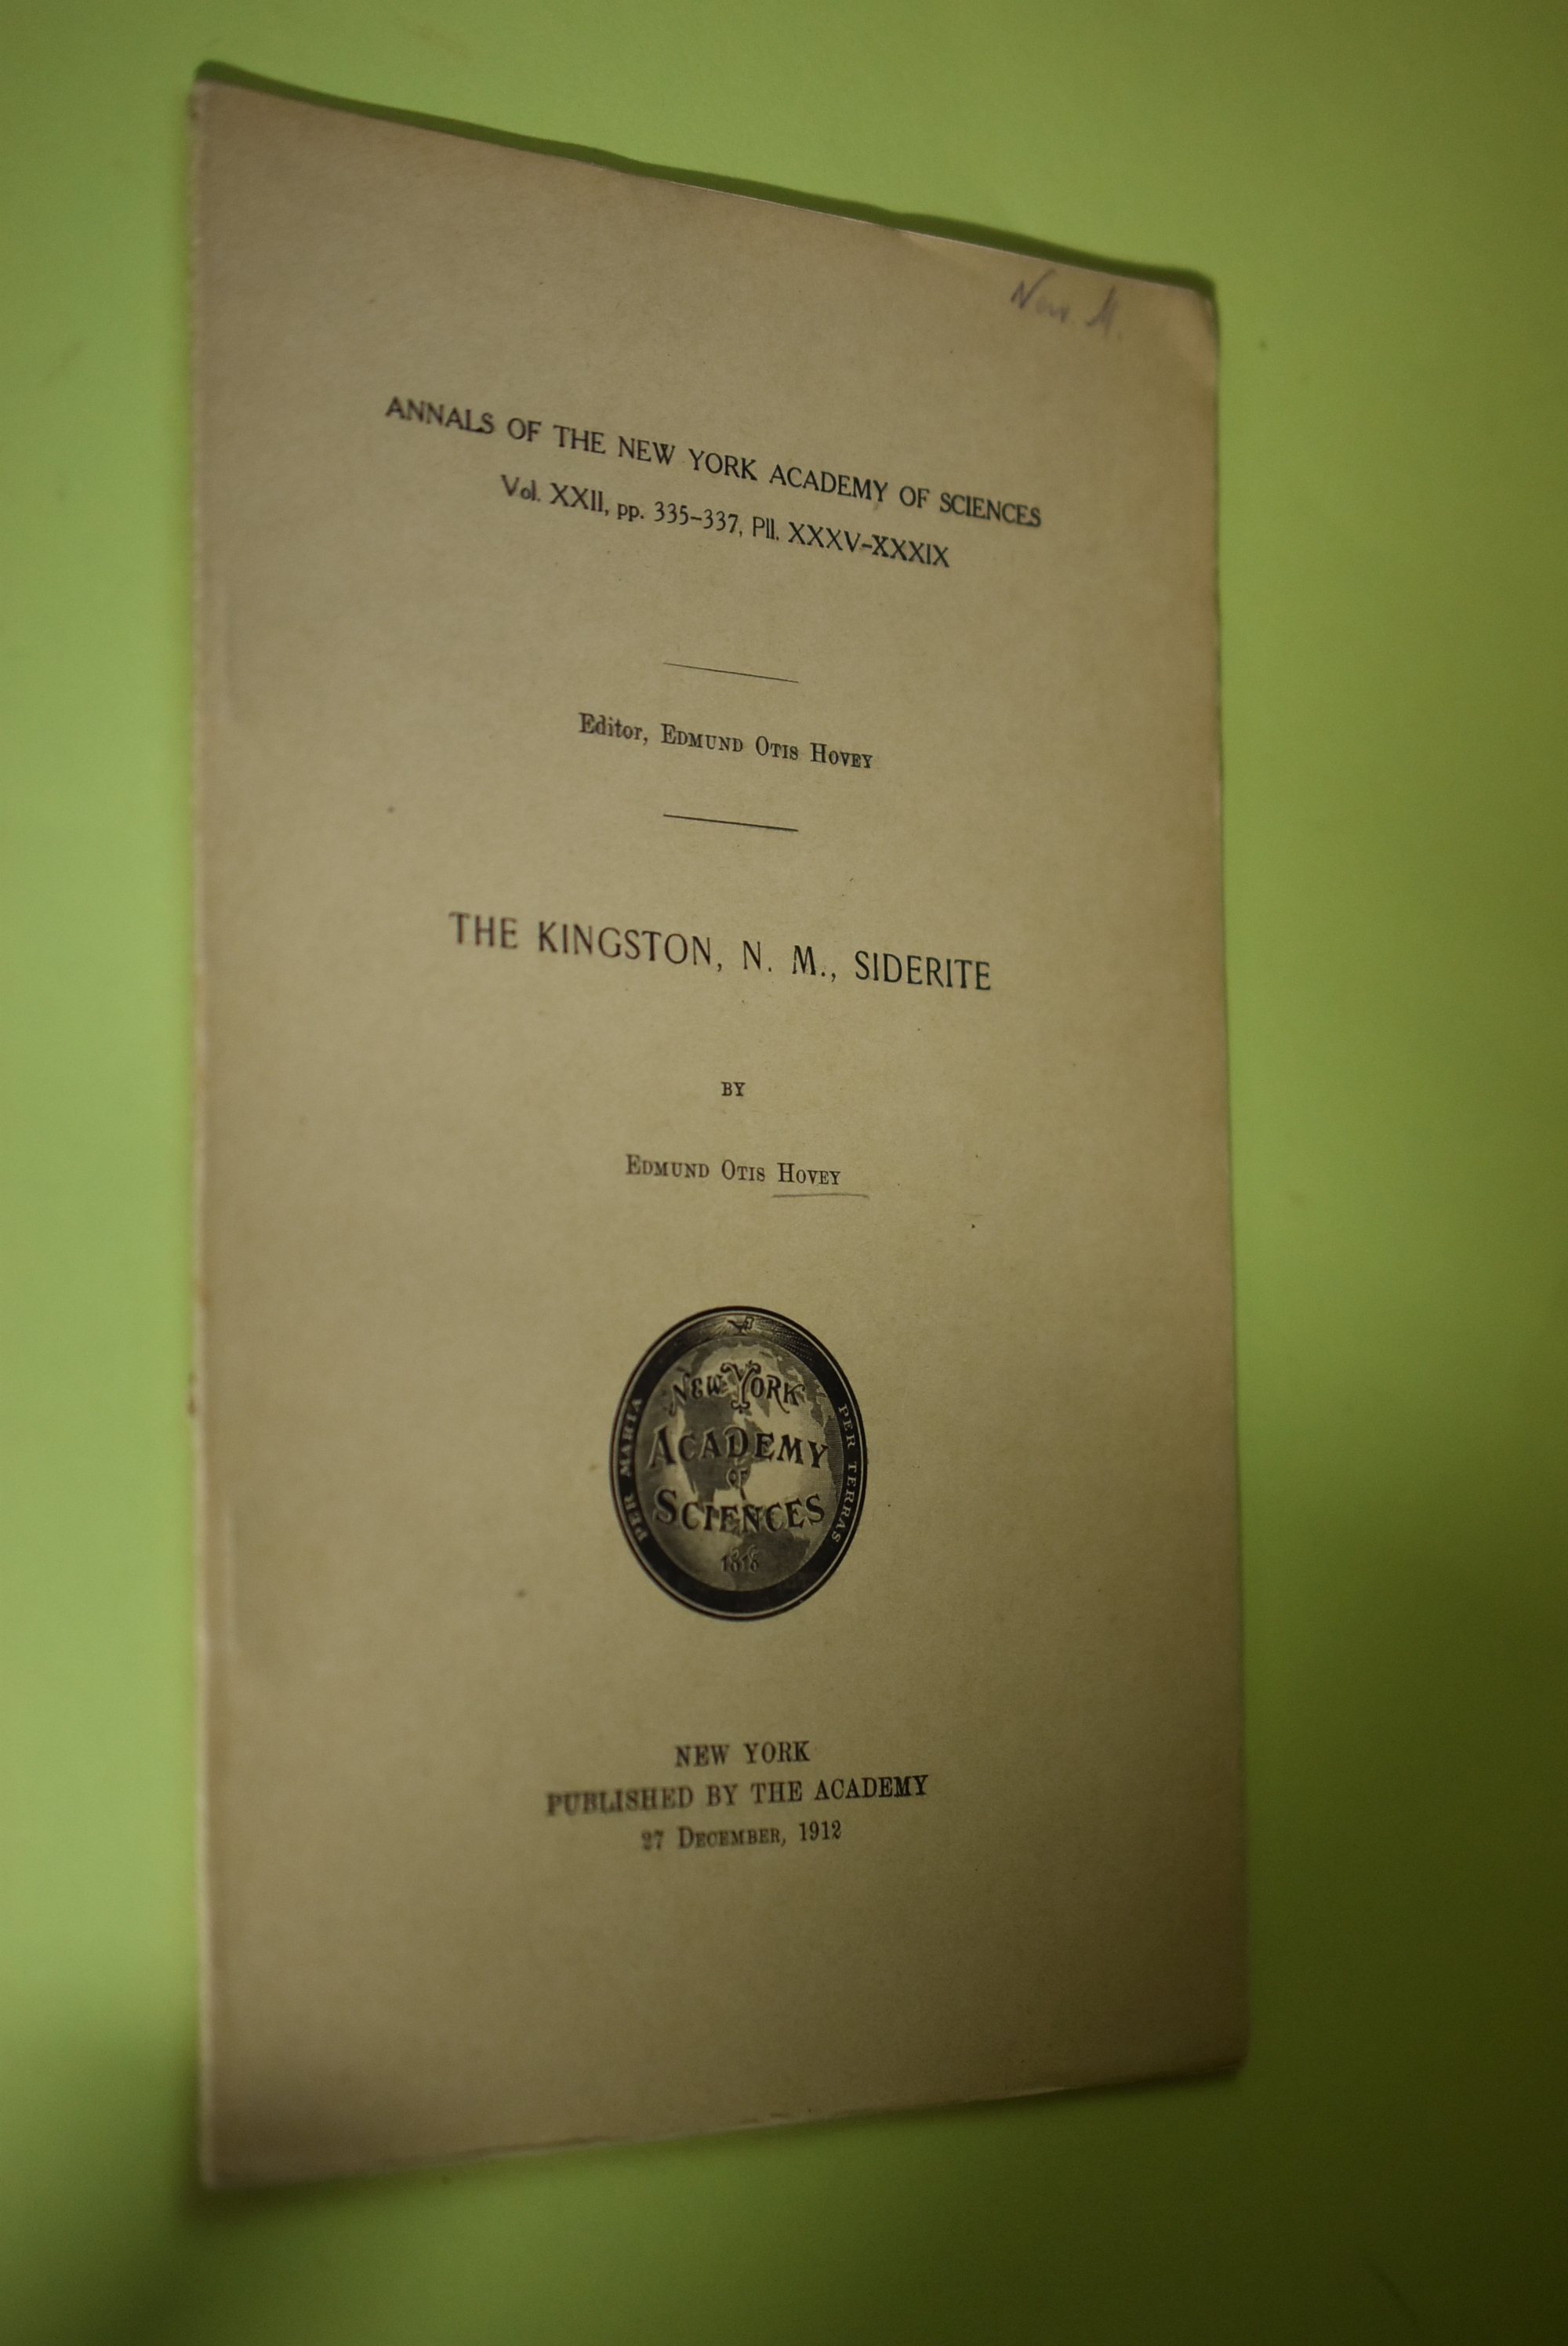 ANNALS OF THE NEW YORK ACADEMY OF SCIENCES
Vol. XXII, pp. 335–337, Pll. XXXV–XXXIX
Editor, EDMUND OTIS HOVEY
THE KINGSTON, N. M., SIDERITE
BY
EDMUND OTIS HOVEY
PER MARIA
PER TERRAS
NEW YORK
ACADEMY
OF
SCIENCES
1818
NEW YORK
PUBLISHED BY THE ACADEMY
27 DECEMBER, 1912